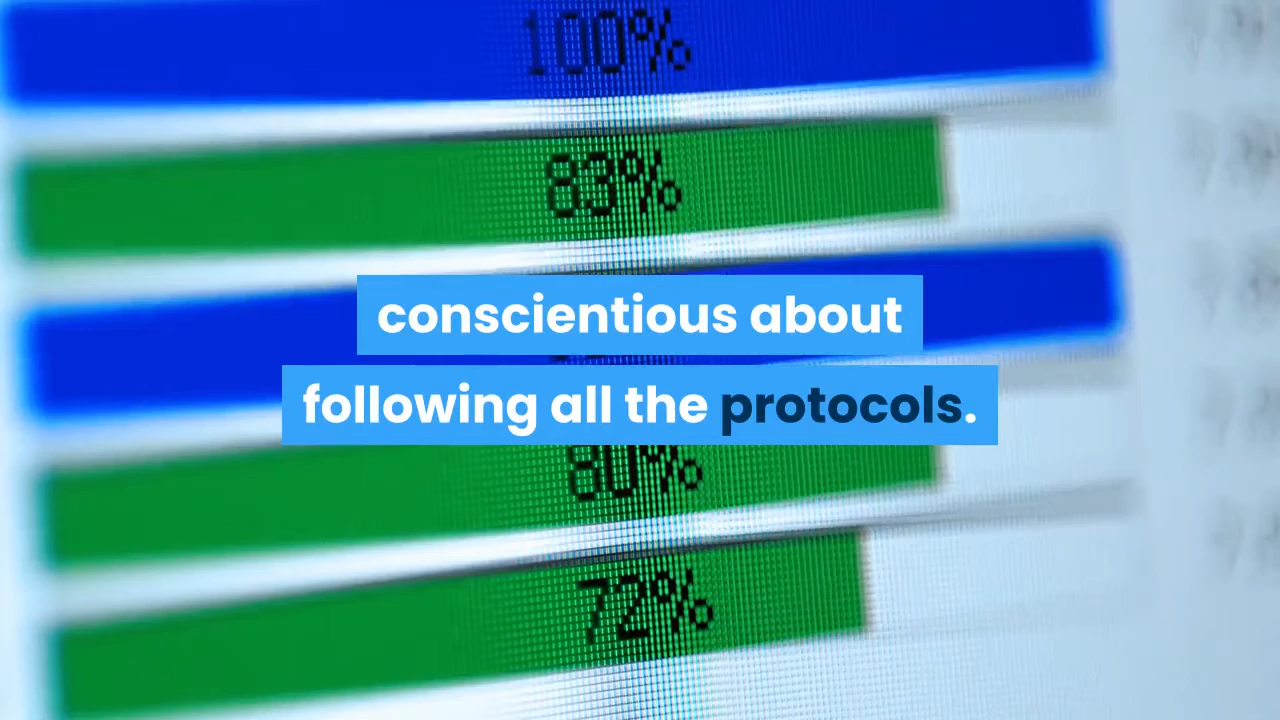 100%
83%
conscientious about
following all the protocols.
80%
72%